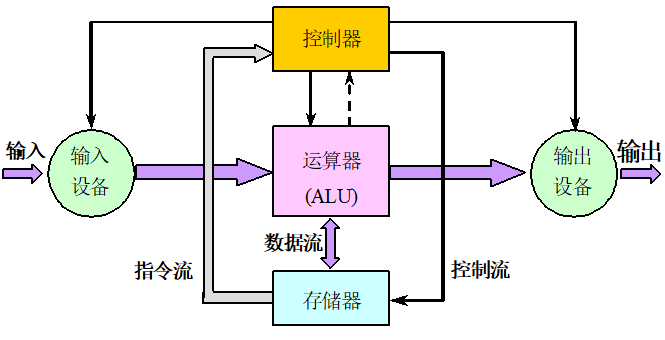 控制器
输入
输入
设备
运算器
(ALU)
输出
设备
输出
数据流
指令流
控制流
存储器